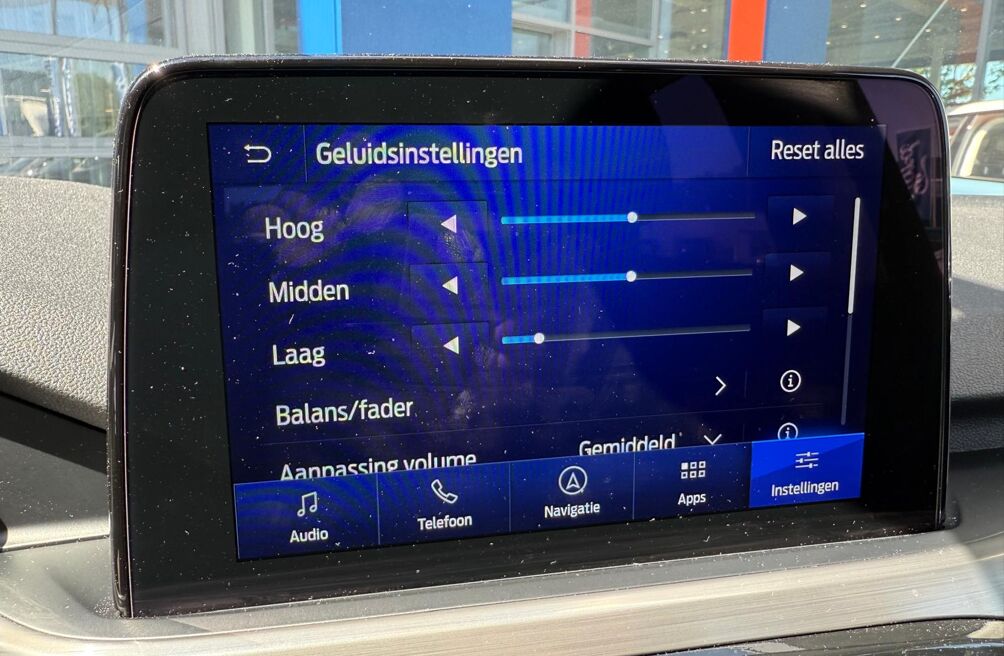 Geluidsinstellingen
Reset alles
Hoog
Midden
Laag
Balans/fader
Aanpassing volume
Gemiddeld
Audio
Telefoon
Navigatie
Apps
Instellingen